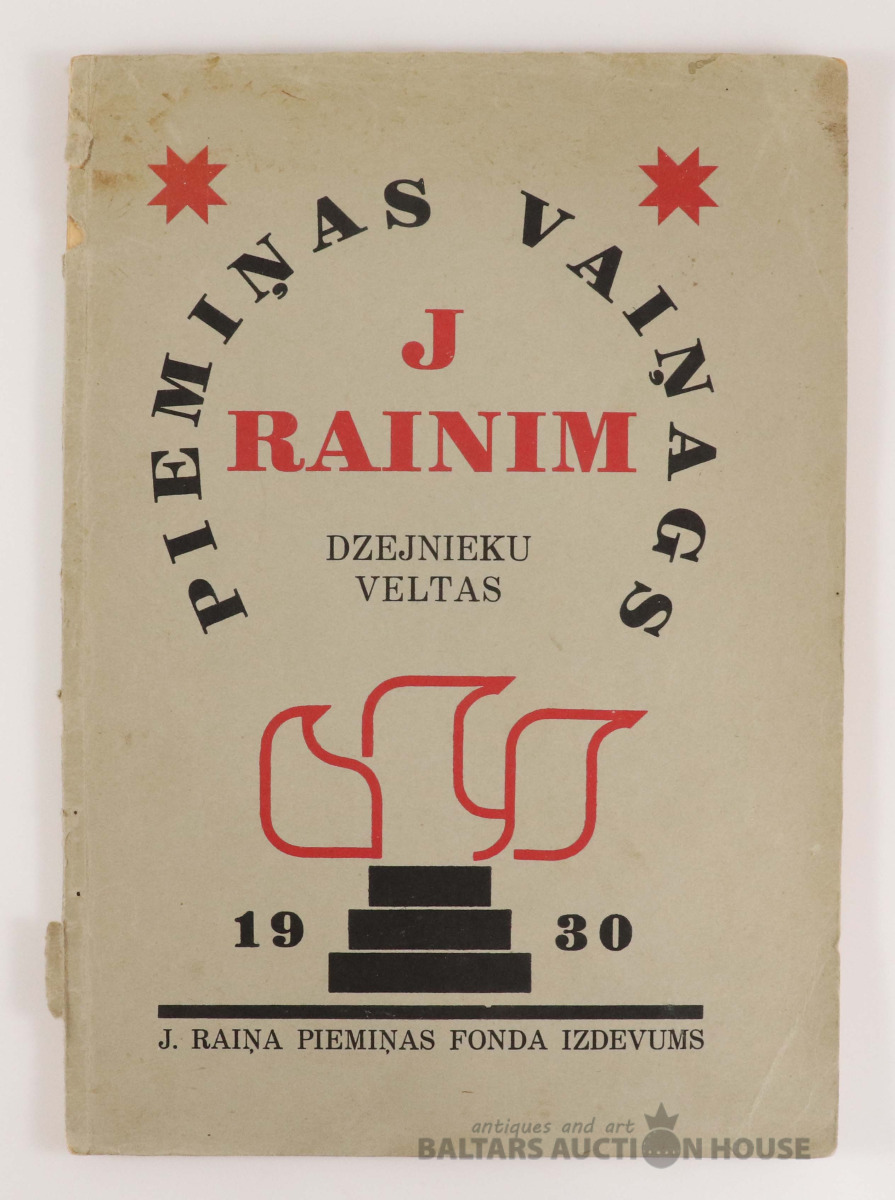 PIEMIŅAS VAIŅAGS
J
RAINIM
DZEJNIEKU
VELTAS
19 30
J. RAIŅA PIEMIŅAS FONDA IZDEVUMS
antiques and art
BALTARS AUCTION HOUSE